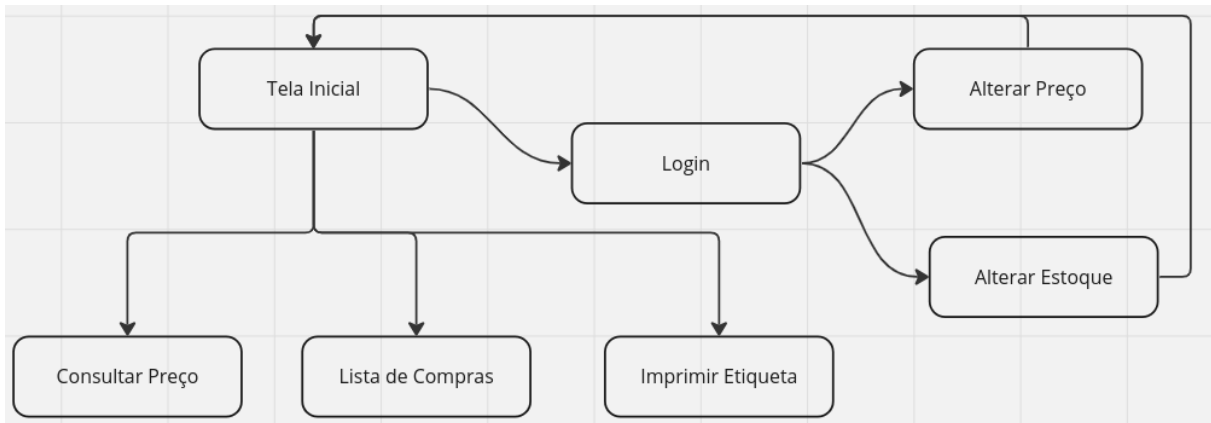 Tela Inicial
Alterar Preço
Login
Alterar Estoque
Consultar Preço
Lista de Compras
Imprimir Etiqueta